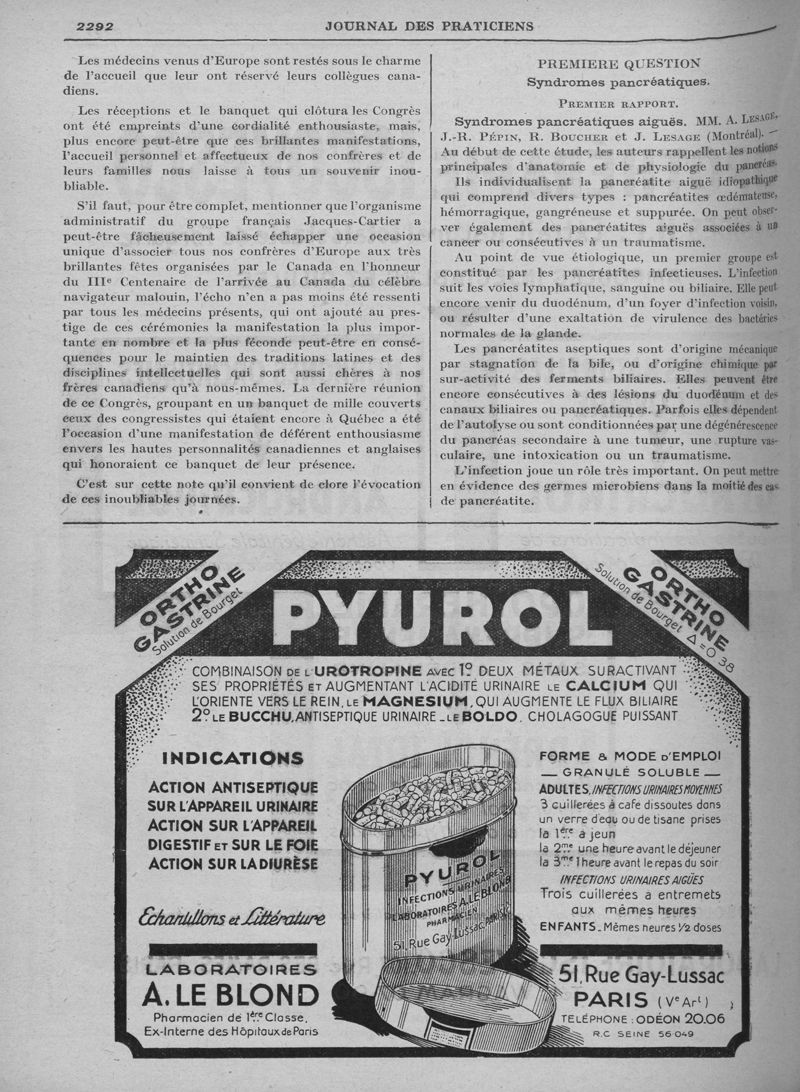 2292
JOURNAL DES PRATICIENS
Les médecins venus d'Europe sont restés sous le charme
de l'accueil que leur ont réservé leurs collègues cana-
diens.
Les réceptions et le banquet qui clôtura les Congrès
ont été empreints d'une cordialité enthousiaste, mais,
plus encore peut-être que ces brillantes manifestations,
l'accueil personnel et affectueux de nos confrères et de
leurs familles nous laisse à tous un souvenir inou-
bliable.
S'il faut, pour être complet, mentionner que l'organisme
administratif du groupe français Jacques-Cartier a
peut-être fâcheusement laissé échapper une occasion
unique d'associer tous nos confrères d'Europe aux très
brillantes fêtes organisées par le Canada en l'honneur
du IIIe Centenaire de l'arrivée au Canada du célèbre
navigateur malouin, l'écho n'en a pas moins été ressenti
par tous les médecins présents, qui ont ajouté au pres-
tige de ces cérémonies la manifestation la plus impor-
tante en nombre et la plus féconde peut-être en consé-
quences pour le maintien des traditions latines et des
disciplines intellectuelles qui sont aussi chères à nos
frères canadiens qu'à nous-mêmes. La dernière réunion
de ce Congrès, groupant en un banquet de mille couverts
ceux des congressistes qui étaient encore à Québec a été
l'occasion d'une manifestation de déférent enthousiasme
envers les hautes personnalités canadiennes et anglaises
qui honoraient ce banquet de leur présence.
C'est sur cette note qu'il convient de clore l'évocation
de ces inoubliables journées.
PREMIERE QUESTION
Syndromes pancréatiques.
PREMIER RAPPORT.
Syndromes pancréatiques aiguës. MM. A. LESAGE,
J.-R. PÉPIN, R. BOUCHER et J. LESAGE (Montréal). —
Au début de cette étude, les auteurs rappellent les notions
principales d'anatomie et de physiologie du pancréas.
Ils individualisent la pancréatite aiguë idiopathique
qui comprend divers types : pancréatites œdémateuse,
hémorragique, gangréneuse et suppurée. On peut obser-
ver également des pancréatites aiguës associées à un
cancer ou consécutives à un traumatisme.
Au point de vue étiologique, un premier groupe est
constitué par les pancréatites infectieuses. L'infection
suit les voies lymphatique, sanguine ou biliaire. Elle peut
encore venir du duodénum, d'un foyer d'infection voisin,
ou résulter d'une exaltation de virulence des bactéries
normales de la glande.
Les pancréatites aseptiques sont d'origine mécanique
par stagnation de la bile, ou d'origine chimique par
sur-activité des ferments biliaires. Elles peuvent être
encore consécutives à des lésions du duodénum et des
canaux biliaires ou pancréatiques. Parfois elles dépendent
de l'autolyse ou sont conditionnées par une dégénérescence
du pancréas secondaire à une tumeur, une rupture vas-
culaire, une intoxication ou un traumatisme.
L'infection joue un rôle très important. On peut mettre
en évidence des germes microbiens dans la moitié des cas
de pancréatite.
ORTHO
GASTRINE
Solution de Bourget
PYUROL
ORTHO
GASTRINE
Solution de Bourget Δ=0 38
COMBINAISON DE L'UROTROPINE AVEC 1º DEUX MÉTAUX SURACTIVANT
SES PROPRIÉTÉS ET AUGMENTANT L'ACIDITÉ URINAIRE LE CALCIUM QUI
L'ORIENTE VERS LE REIN, LE MAGNESIUM, QUI AUGMENTE LE FLUX BILIAIRE
2º LE BUCCHU, ANTISEPTIQUE URINAIRE - LE BOLDO, CHOLAGOGUE PUISSANT
INDICATIONS
ACTION ANTISEPTIQUE
SUR L'APPAREIL URINAIRE
ACTION SUR L'APPAREIL
DIGESTIF ET SUR LE FOIE
ACTION SUR LA DIURÈSE
Échantillons et Littérature
LABORATOIRES
A. LE BLOND
Pharmacien de 1ère Classe.
Ex-Interne des Hôpitaux de Paris
PYUROL
INFECTIONS URINAIRES
LABORATOIRES A. LE BLOND
PHARMACIEN
51, Rue Gay-Lussac PARIS
FORME & MODE D'EMPLOI
— GRANULÉ SOLUBLE —
ADULTES, INFECTIONS URINAIRES MOYENNES
3 cuillerées à café dissoutes dans
un verre d'eau ou de tisane prises
la 1ère à jeun
la 2me une heure avant le déjeuner
la 3me 1 heure avant le repas du soir
INFECTIONS URINAIRES AIGÜES
Trois cuillerées à entremets
aux mêmes heures
ENFANTS - Mêmes heures ½ doses
51, Rue Gay-Lussac
PARIS (Ve Art)
TELÉPHONE : ODÉON 20.06
R.C SEINE 56·049